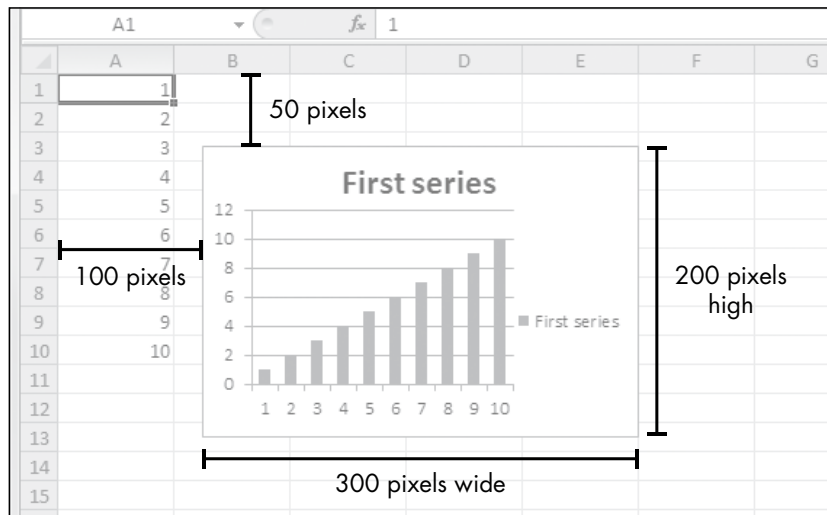 A1 fx 1
A B C D E F G
1 1
2 2
50 pixels
3 3
4 4
First series
5 5
12
6 6
10
7 7
100 pixels
8
200 pixels
high
8 8
6
9 9
4
First series
10 10
2
11
0
12
1 2 3 4 5 6 7 8 9 10
13
14
300 pixels wide
15